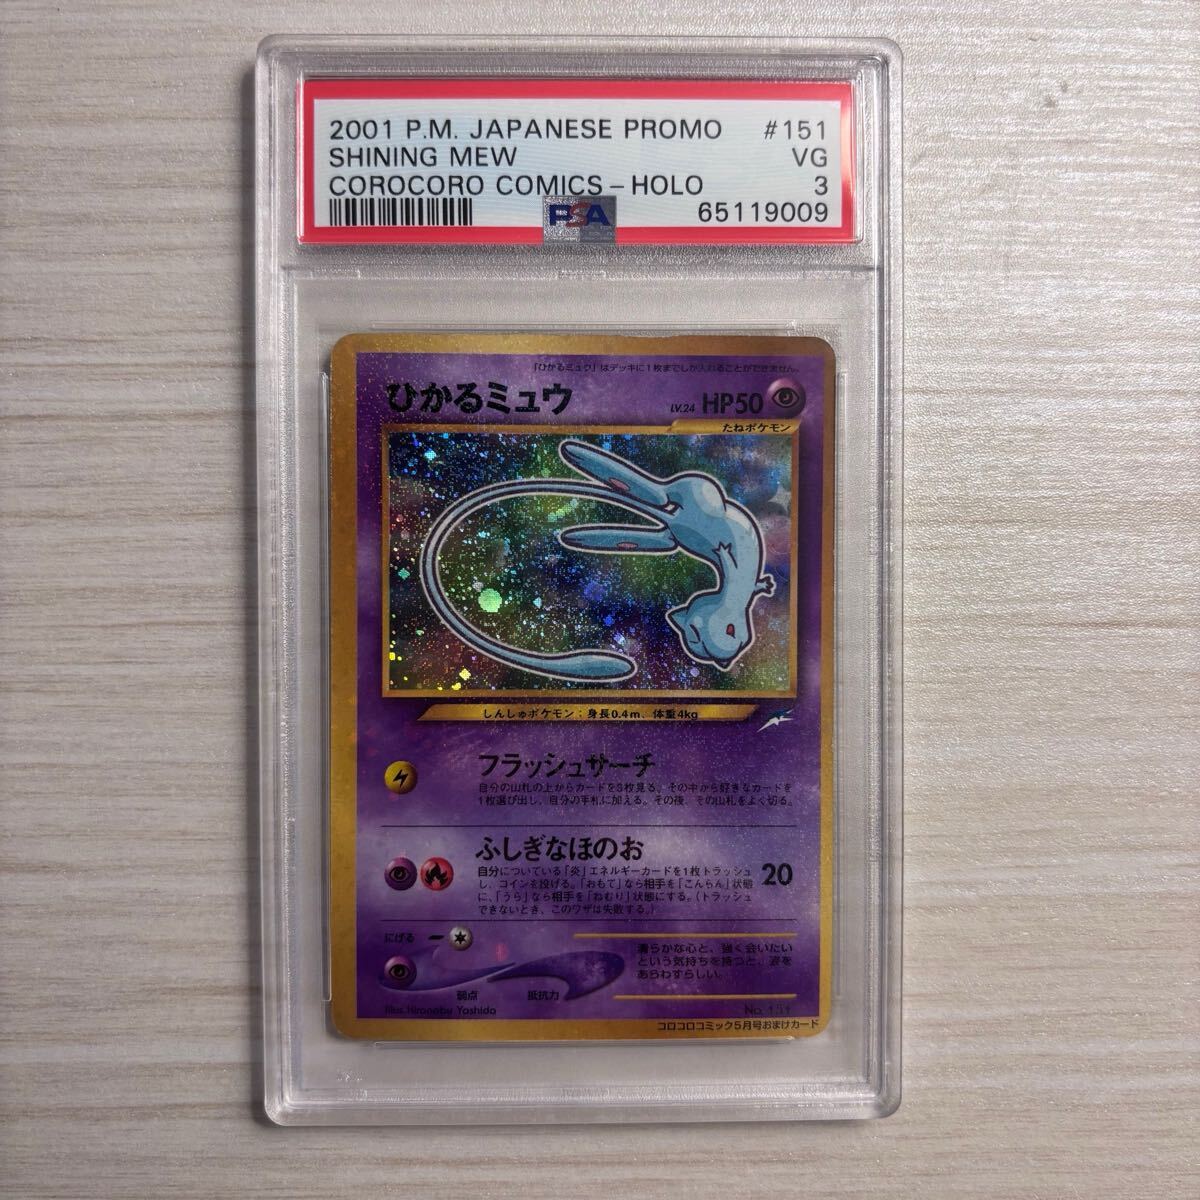 2001 P.M. JAPANESE PROMO #151
SHINING MEW VG
COROCORO COMICS - HOLO 3
PSA 65119009
「ひかるミュウ」はデッキに1枚までしか入れることができません。
ひかるミュウ LV.24 HP50
たねポケモン
しんしゅポケモン：身長0.4m、体重4kg
フラッシュサーチ
自分の山札の上からカードを3枚見る。その中から好きなカードを
1枚選び出し、自分の手札に加える。その後、その山札をよく切る。
ふしぎなほのお 20
自分についている「炎」エネルギーカードを1枚トラッシュ
し、コインを投げる。「おもて」なら相手を「こんらん」状態
に、「うら」なら相手を「ねむり」状態にする。（トラッシュ
できないとき、このワザは失敗する。）
にげる
弱点 抵抗力
清らかな心と、強く会いたい
という気持ちを持つと、姿を
あらわすらしい。
Illus.Hironobu Yoshida No. 151
コロコロコミック5月号おまけカード